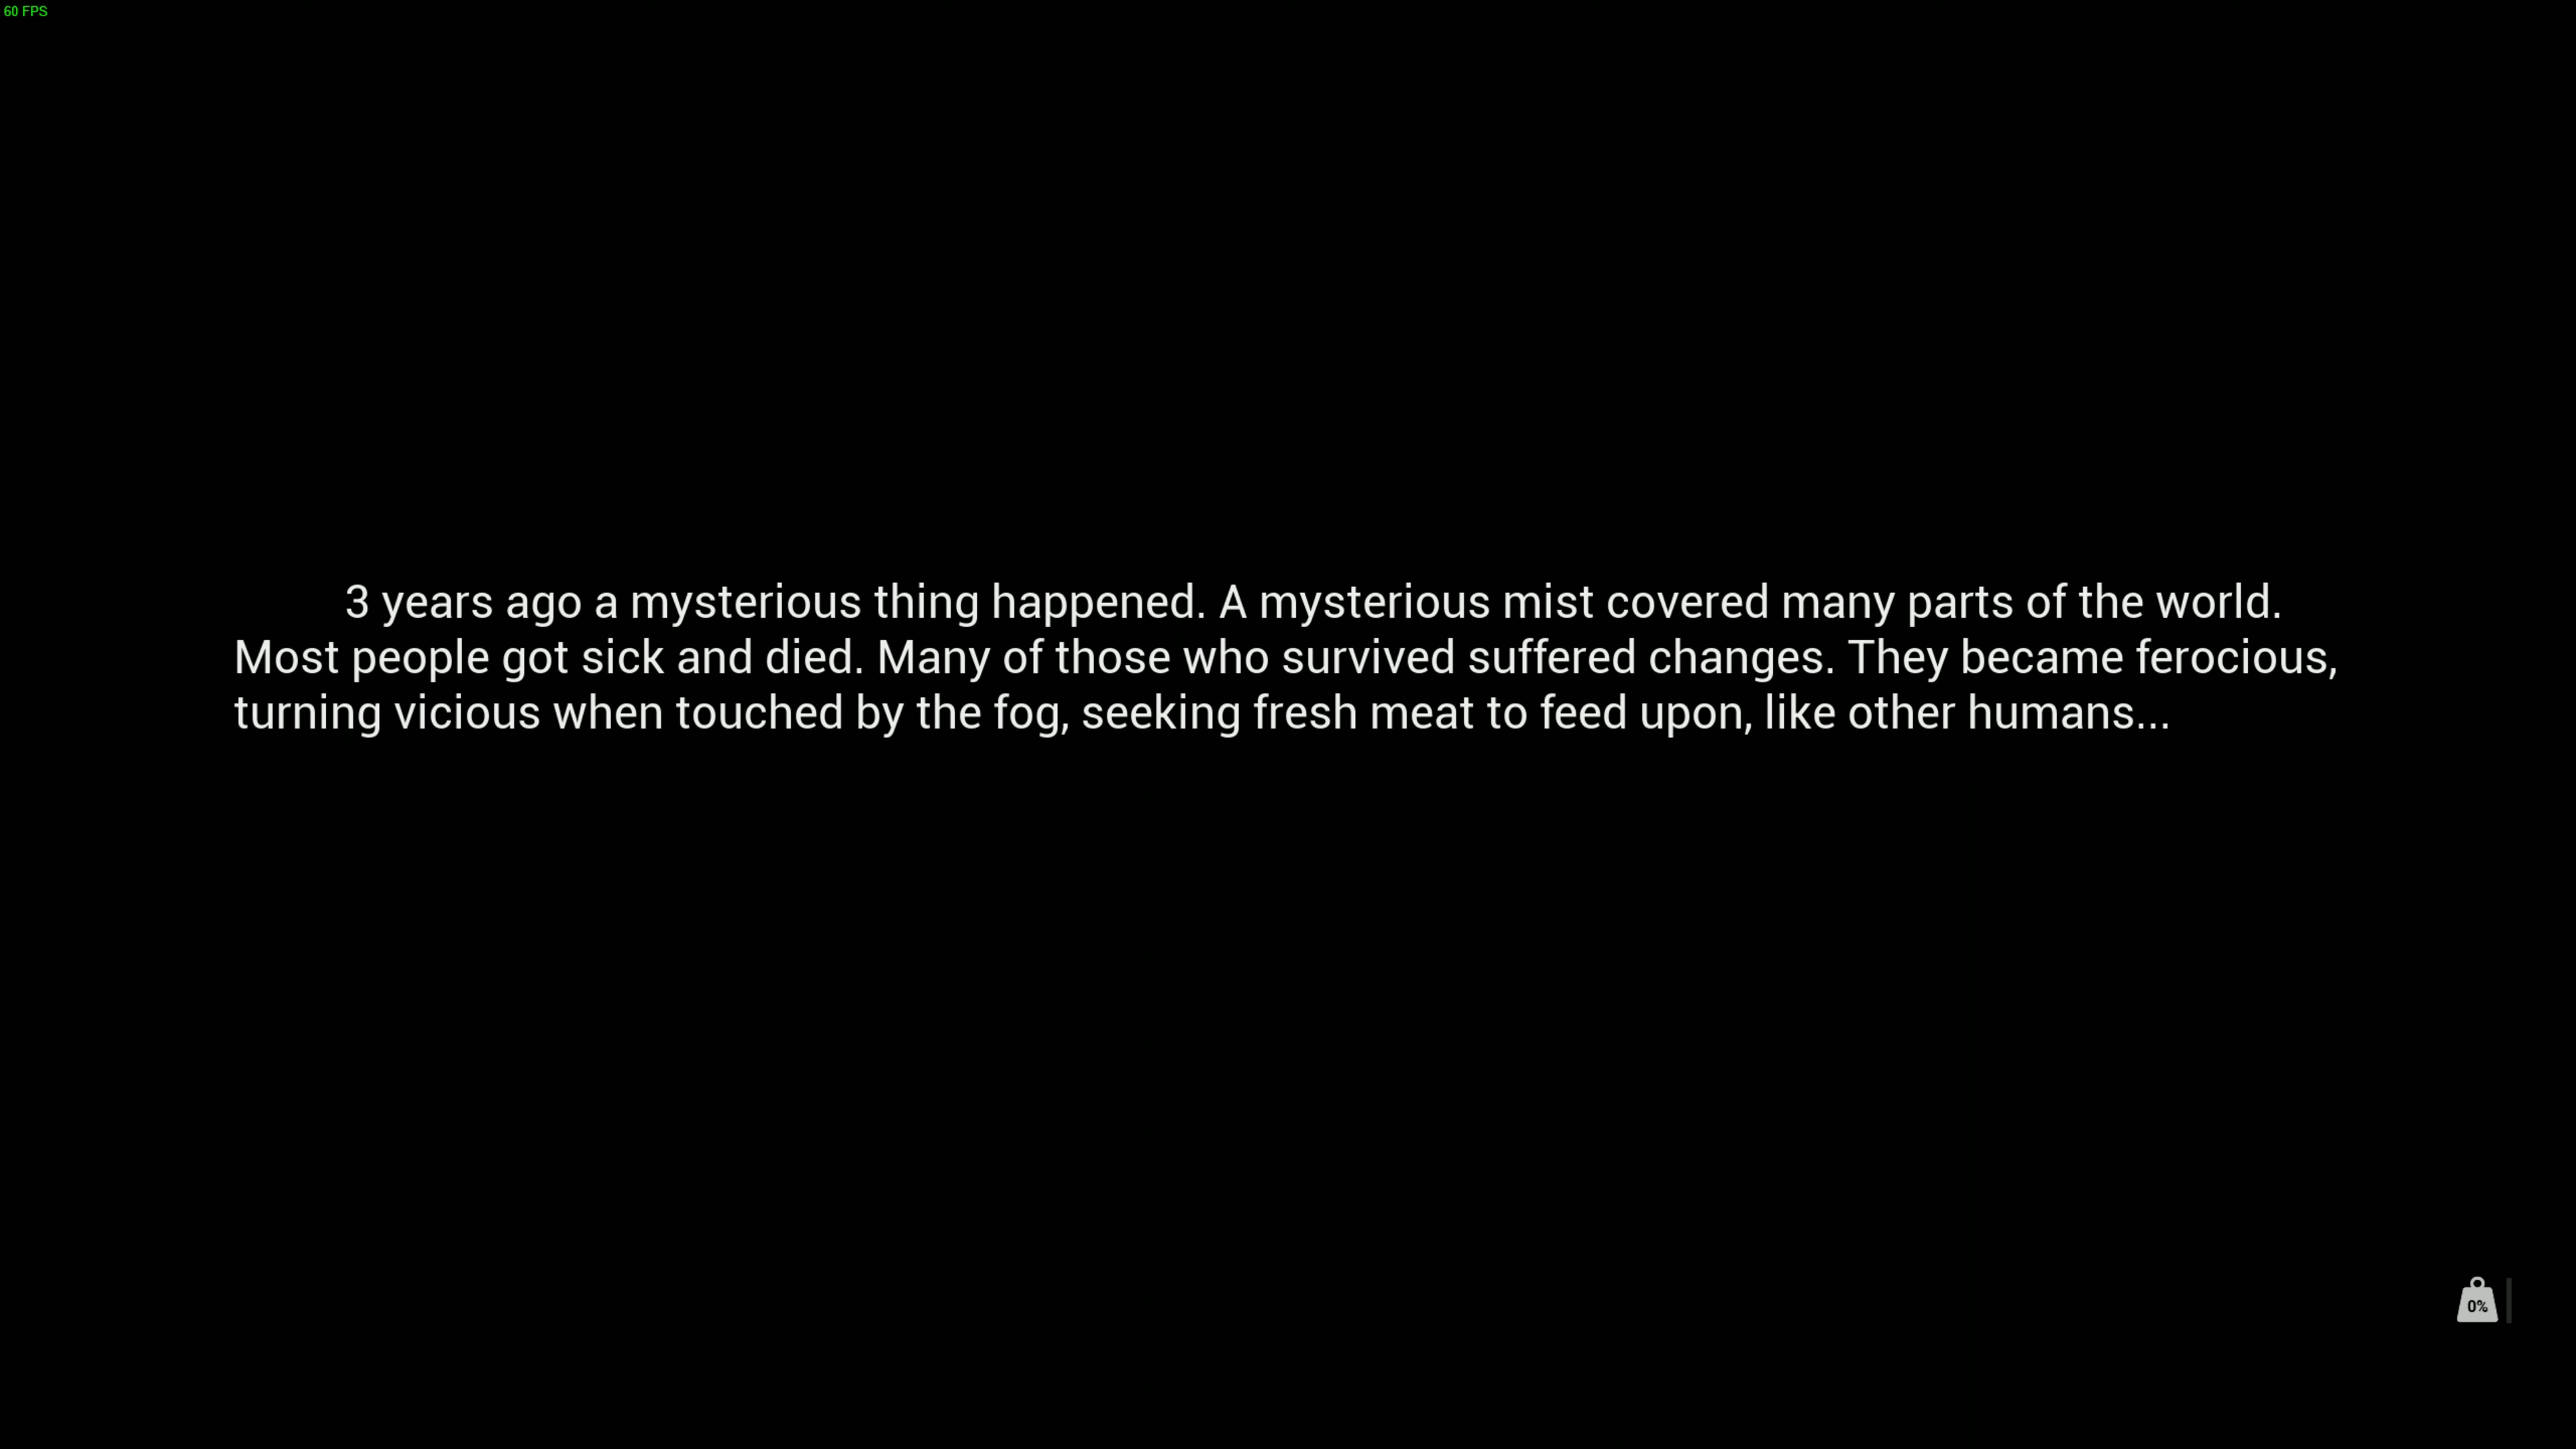 60 FPS
3 years ago a mysterious thing happened. A mysterious mist covered many parts of the world.
Most people got sick and died. Many of those who survived suffered changes. They became ferocious,
turning vicious when touched by the fog, seeking fresh meat to feed upon, like other humans...
0%